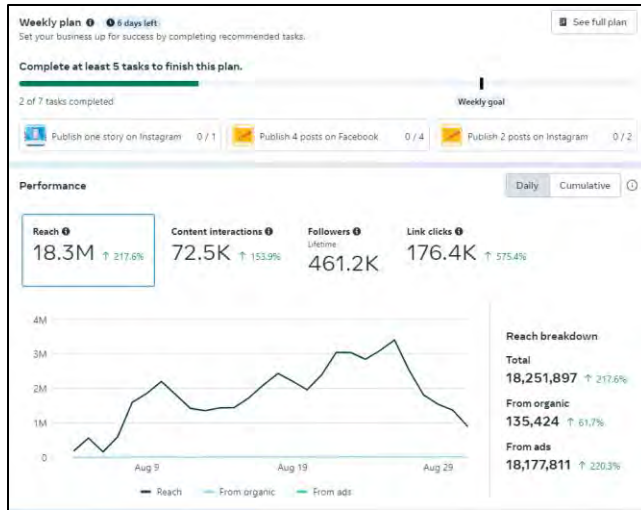 Weekly plan 6 days left
See full plan
Set your business up for success by completing recommended tasks.
Complete at least 5 tasks to finish this plan.
2 of 7 tasks completed
Weekly goal
Publish one story on Instagram 0 / 1
Publish 4 posts on Facebook 0 / 4
Publish 2 posts on Instagram 0 / 2
Performance
Daily Cumulative
Reach
18.3M ↑ 217.6%
Content interactions
72.5K ↑ 153.9%
Followers
Lifetime
461.2K
Link clicks
176.4K ↑ 575.4%
4M
3M
2M
1M
0
Aug 9 Aug 19 Aug 29
Reach From organic From ads
Reach breakdown
Total
18,251,897 ↑ 217.6%
From organic
135,424 ↑ 61.7%
From ads
18,177,811 ↑ 220.3%